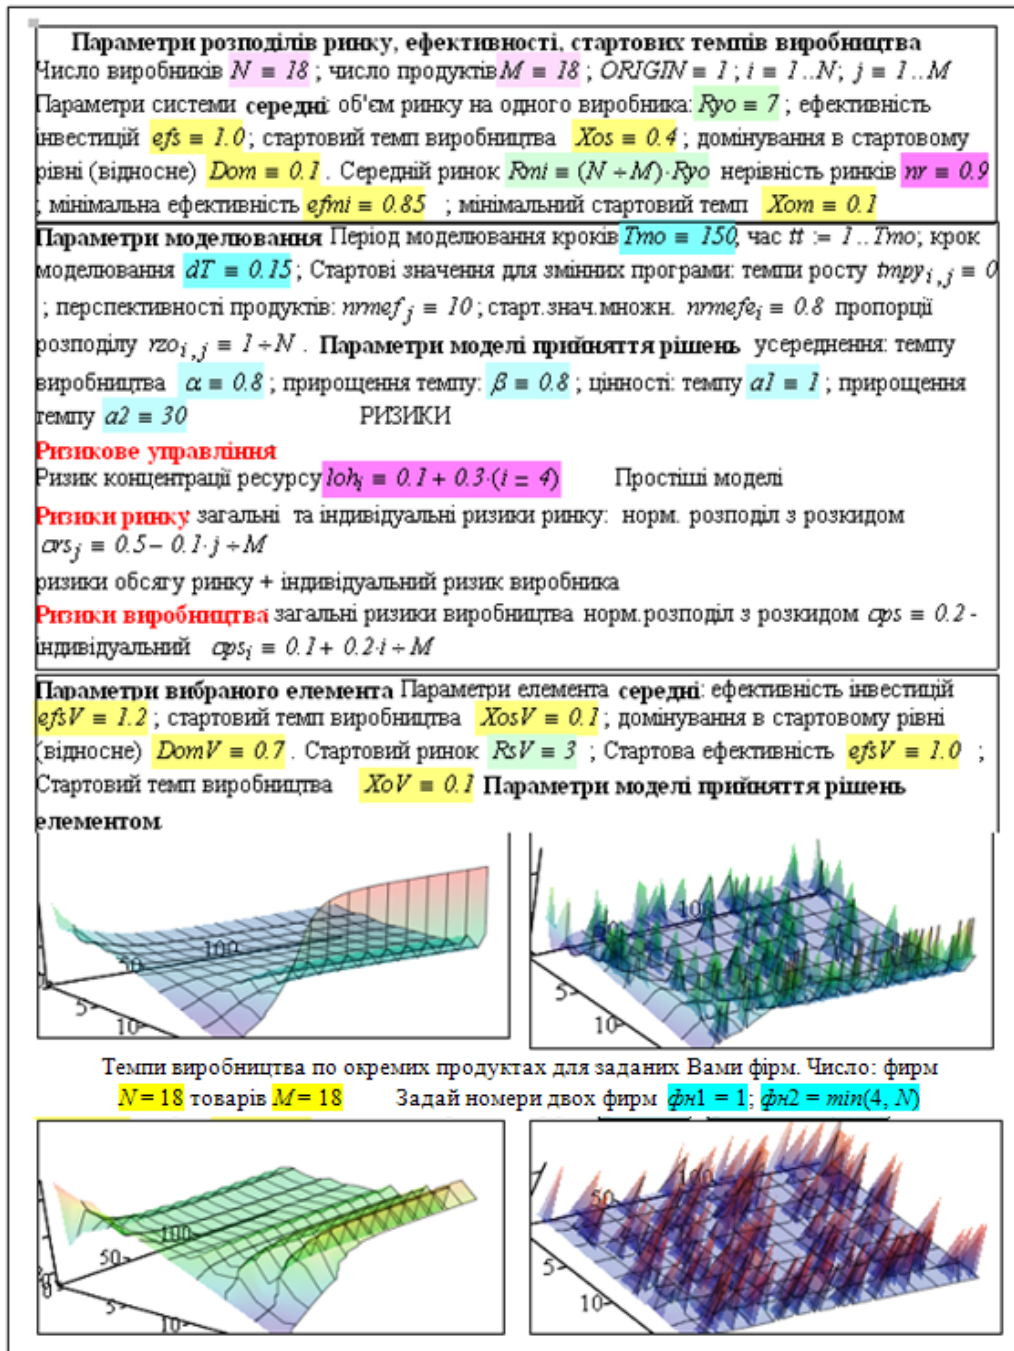 Параметри розподілів ринку, ефективності, стартових темпів виробництва
Число виробників N ≡ 18 ; число продуктів M ≡ 18 ; ORIGIN ≡ 1 ; i ≡ 1 .. N; j ≡ 1 .. M
Параметри системи середні: об'єм ринку на одного виробника: Ryo ≡ 7 ; ефективність
інвестицій efs ≡ 1.0 ; стартовий темп виробництва Xos ≡ 0.4 ; домінування в стартовому
рівні (відносне) Dom ≡ 0.1 . Середній ринок Rmi ≡ (N ÷ M)·Ryo нерівність ринків nr ≡ 0.9
; мінімальна ефективність efmi ≡ 0.85 ; мінімальний стартовий темп Xom ≡ 0.1
Параметри моделювання Період моделювання кроків Tmo ≡ 150, час tt := 1 .. Tmo; крок
моделювання dT ≡ 0.15 ; Стартові значення для змінних програми: темпи росту tmpy i,j ≡ 0
; перспективності продуктів: nrmef j ≡ 10 ; старт.знач.множн. nrmefe i ≡ 0.8 пропорції
розподілу rzo i,j ≡ 1 ÷ N . Параметри моделі прийняття рішень усереднення: темпу
виробництва α ≡ 0.8 ; прирощення темпу: β ≡ 0.8 ; цінності: темпу a1 ≡ 1 ; прирощення
темпу a2 ≡ 30 РИЗИКИ
Ризикове управління:
Ризик концентрації ресурсу loh i ≡ 0.1 + 0.3·(i = 4) Простіші моделі
Ризики ринку: загальні та індивідуальні ризики ринку: норм. розподіл з розкидом
σrs j ≡ 0.5 – 0.1·j ÷ M
ризики обсягу ринку + індивідуальний ризик виробника
Ризики виробництва: загальні ризики виробництва норм.розподіл з розкидом σps ≡ 0.2 -
індивідуальний σps i ≡ 0.1 + 0.2·i ÷ M
Параметри вибраного елемента Параметри елемента середні: ефективність інвестицій
efsV ≡ 1.2 ; стартовий темп виробництва XosV ≡ 0.1 ; домінування в стартовому рівні
(відносне) DomV ≡ 0.7 . Стартовий ринок RsV ≡ 3 ; Стартова ефективність efsV ≡ 1.0 ;
Стартовий темп виробництва XoV ≡ 0.1 Параметри моделі прийняття рішень
елементом.
100
50
5
10
100
5
10
Темпи виробництва по окремих продуктах для заданих Вами фірм. Число: фирм
N = 18 товарів M = 18 Задай номери двох фирм фн1 = 1; фн2 = min(4, N)
100
50
5
10
100
50
5
10